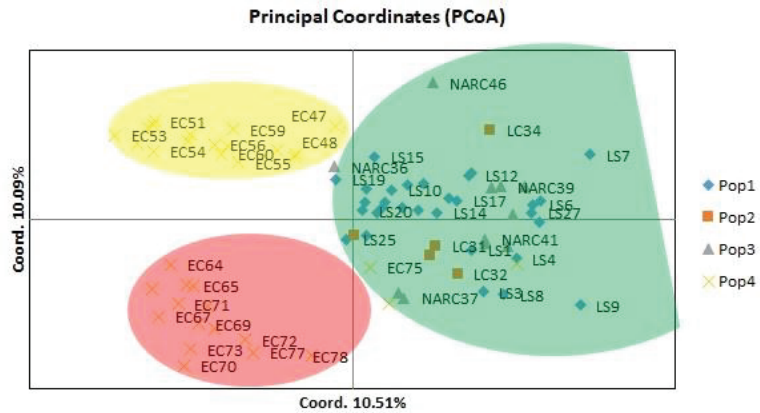 Principal Coordinates (PCoA)
NARC46
EC47
EC51
EC59
LC34
EC53
EC56
EC48
EC54
EC60
EC55
LS15
LS7
NARC36
LS12
LS19
LS10
NARC39
LS17
LS6
LS20
LS14
LS27
LS25
LC31
LS1
NARC41
LS4
EC64
EC75
LC32
EC65
NARC37
LS3
LS8
LS9
EC71
EC67
EC69
EC72
EC73
EC77
EC78
EC70
Pop1
Pop2
Pop3
Pop4
Coord. 10.09%
Coord. 10.51%